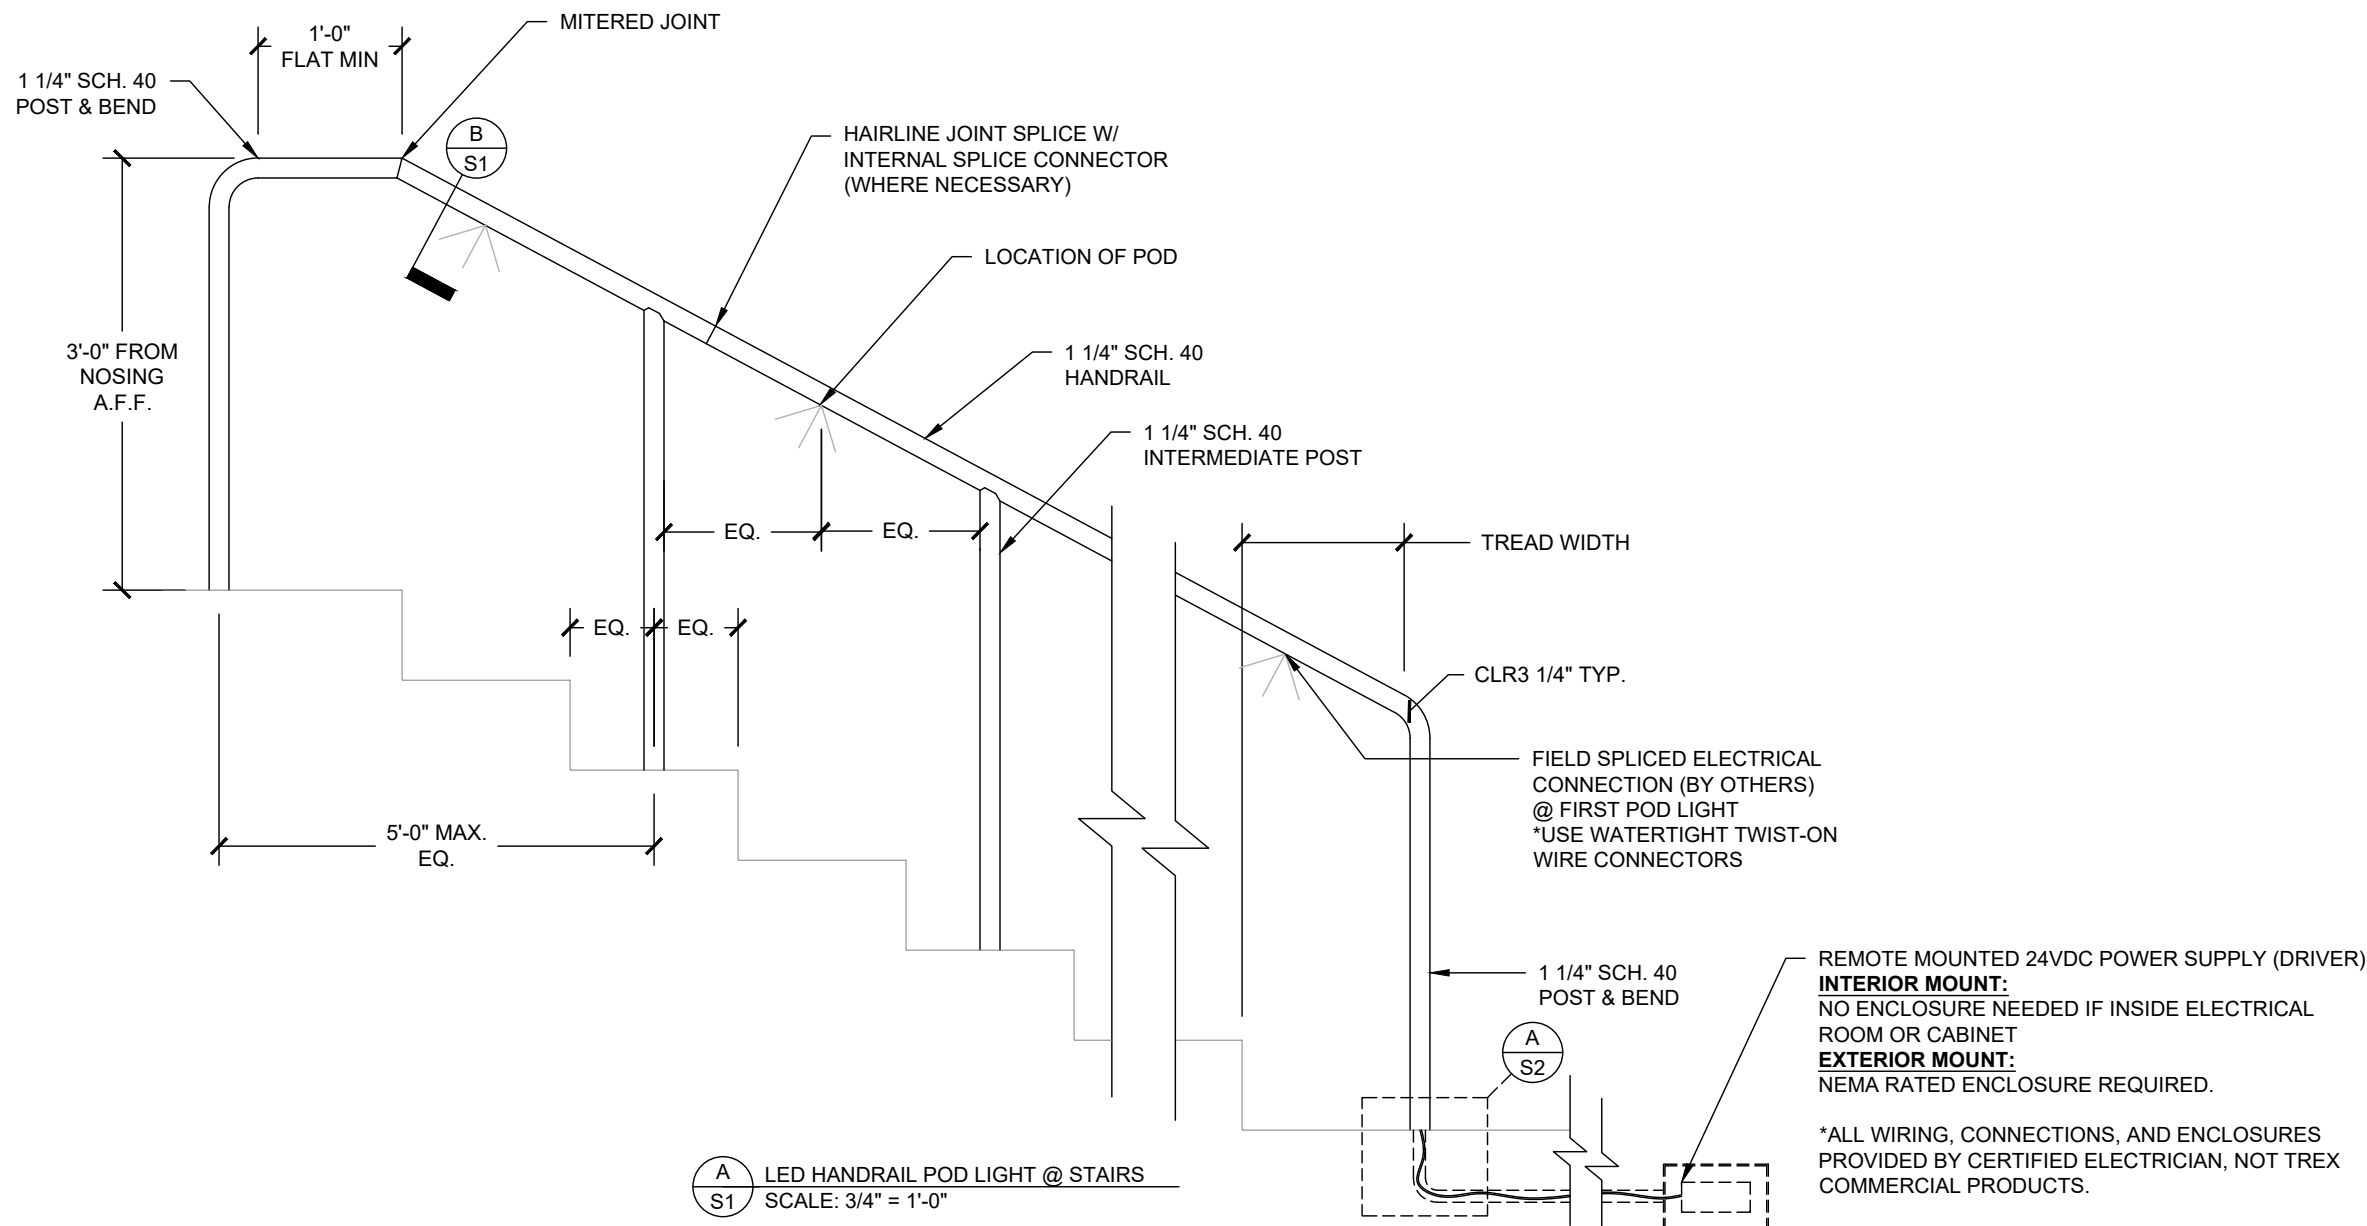 MITERED JOINT
1'-0"
FLAT MIN
1 1/4" SCH. 40
POST & BEND
B
S1
HAIRLINE JOINT SPLICE W/
INTERNAL SPLICE CONNECTOR
(WHERE NECESSARY)
LOCATION OF POD
3'-0" FROM
NOSING
A.F.F.
1 1/4" SCH. 40
HANDRAIL
1 1/4" SCH. 40
INTERMEDIATE POST
EQ.
EQ.
TREAD WIDTH
EQ.
EQ.
CLR3 1/4" TYP.
FIELD SPLICED ELECTRICAL
CONNECTION (BY OTHERS)
@ FIRST POD LIGHT
*USE WATERTIGHT TWIST-ON
WIRE CONNECTORS
5'-0" MAX.
EQ.
1 1/4" SCH. 40
POST & BEND
REMOTE MOUNTED 24VDC POWER SUPPLY (DRIVER)
INTERIOR MOUNT:
NO ENCLOSURE NEEDED IF INSIDE ELECTRICAL
ROOM OR CABINET
EXTERIOR MOUNT:
NEMA RATED ENCLOSURE REQUIRED.
*ALL WIRING, CONNECTIONS, AND ENCLOSURES
PROVIDED BY CERTIFIED ELECTRICIAN, NOT TREX
COMMERCIAL PRODUCTS.
A
S2
A
S1
LED HANDRAIL POD LIGHT @ STAIRS
SCALE: 3/4" = 1'-0"